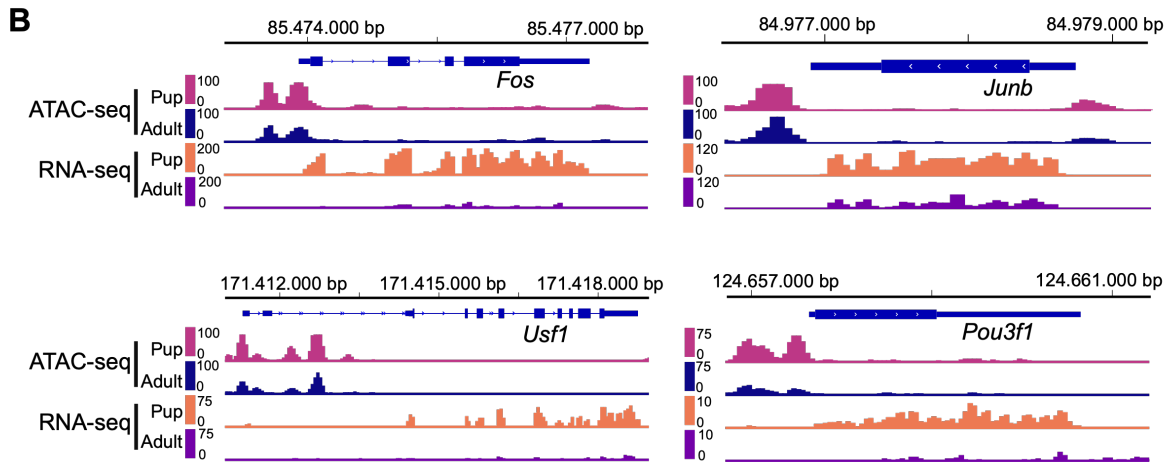 B
85.474.000 bp 85.477.000 bp
Fos
ATAC-seq Pup 100 0
Adult 100 0
RNA-seq Pup 200 0
Adult 200 0
84.977.000 bp 84.979.000 bp
Junb
100 0
100 0
120 0
120 0
171.412.000 bp 171.415.000 bp 171.418.000 bp
Usf1
ATAC-seq Pup 100 0
Adult 100 0
RNA-seq Pup 75 0
Adult 75 0
124.657.000 bp 124.661.000 bp
Pou3f1
75 0
75 0
10 0
10 0